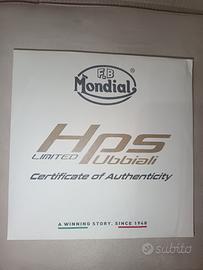 F.B
Mondial
Hps
LIMITED Ubbiali
Certificate of Authenticity
A WINNING STORY, SINCE 1948
subito